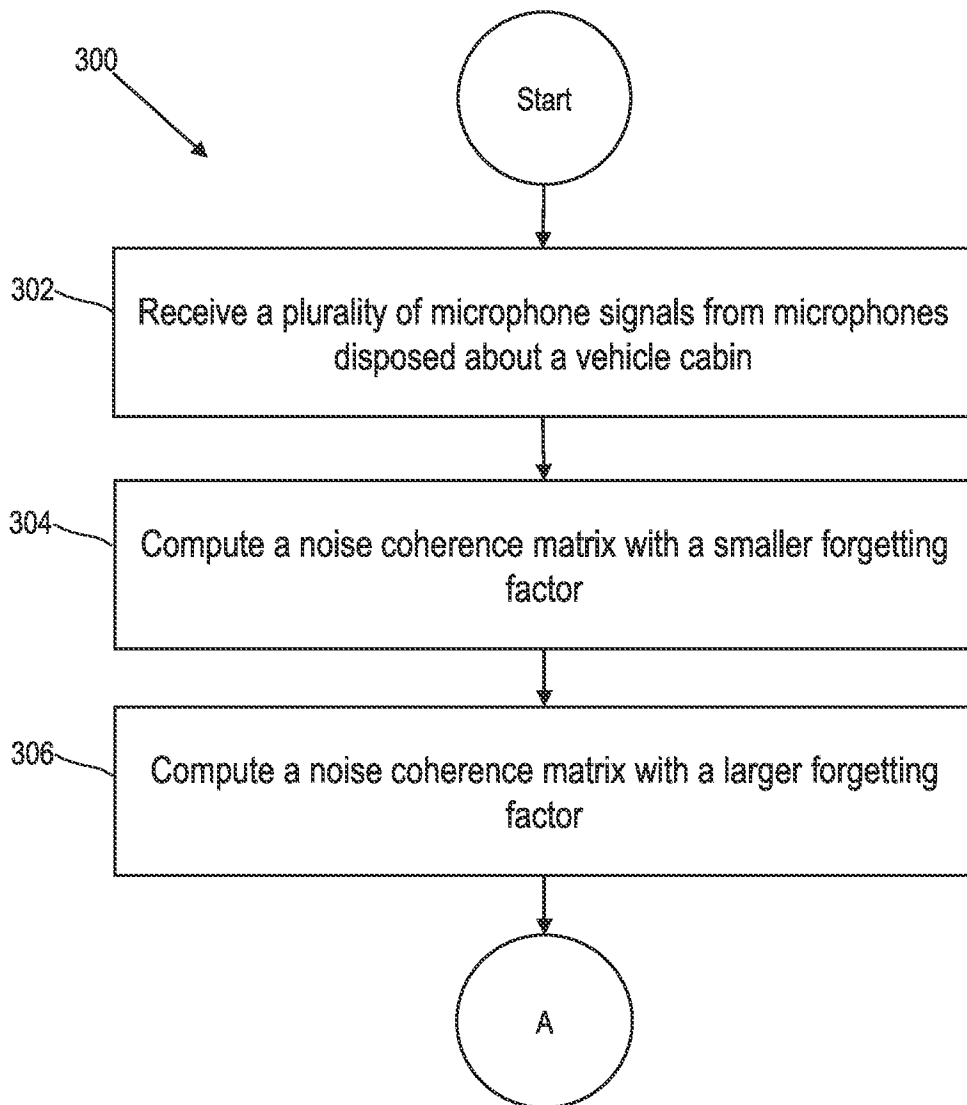 300
Start
302
Receive a plurality of microphone signals from microphones
disposed about a vehicle cabin
304
Compute a noise coherence matrix with a smaller forgetting
factor
306
Compute a noise coherence matrix with a larger forgetting
factor
A